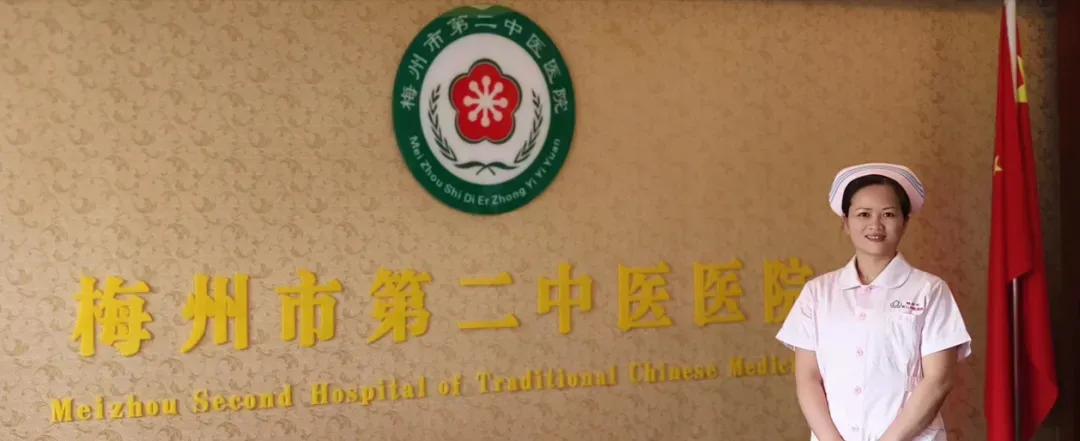 梅州市第二中医医院
Mei Zhou Shi Di Er Zhong Yi Yi Yuan
梅州市第二中医医院
Meizhou Second Hospital of Traditional Chinese